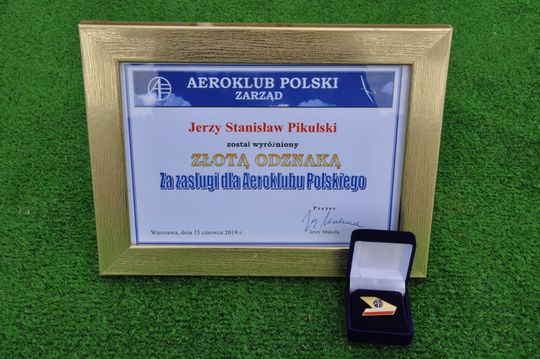 AEROKLUB POLSKI
ZARZĄD
Jerzy Stanisław Pikulski
został wyróżniony
ZŁOTĄ ODZNAKĄ
Za zasługi dla Aeroklubu Polskiego
Prezes
Warszawa, dnia 15 czerwca 2019 r.
Jerzy Makula